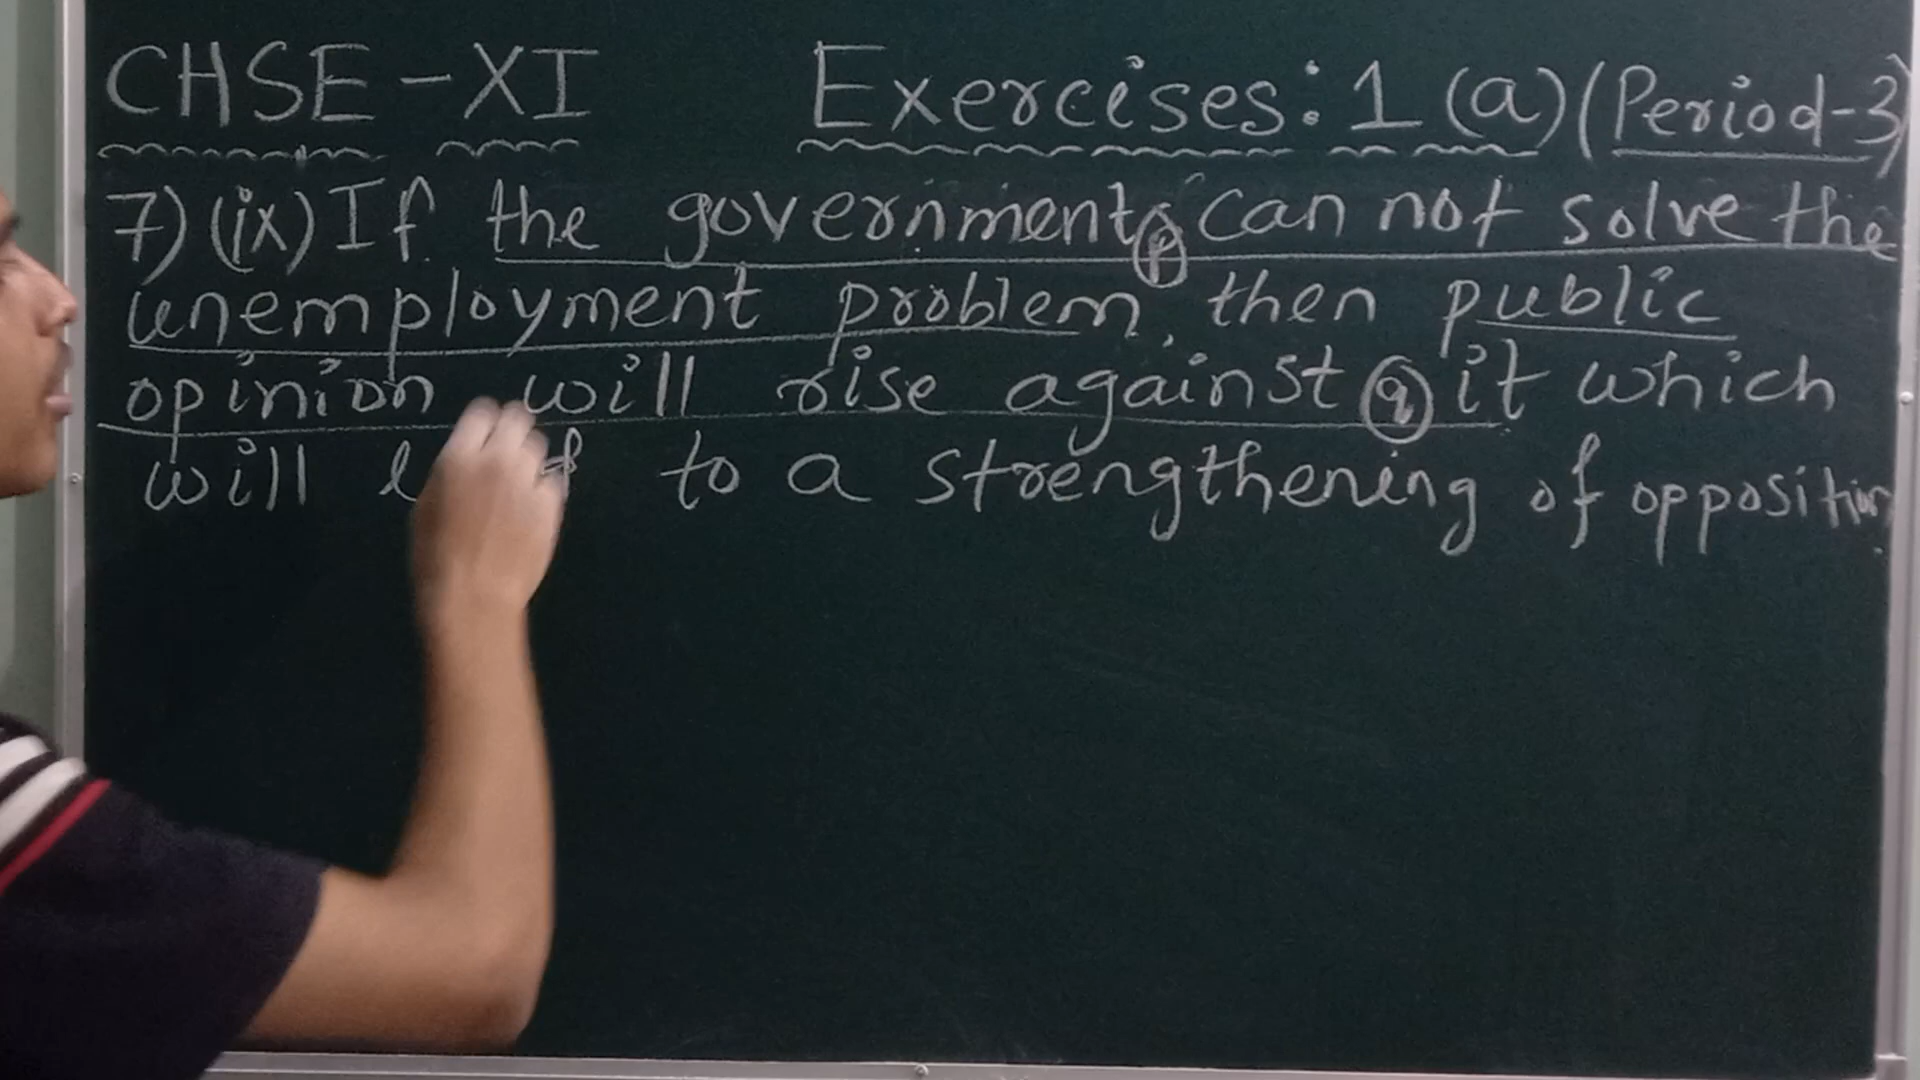 CHSE-XI Exercises: 1 (a) (Period-3)
7) (ix) If the government p can not solve the
unemployment problem, then public
opinion will rise against q it which
will to a strengthening of opposition.